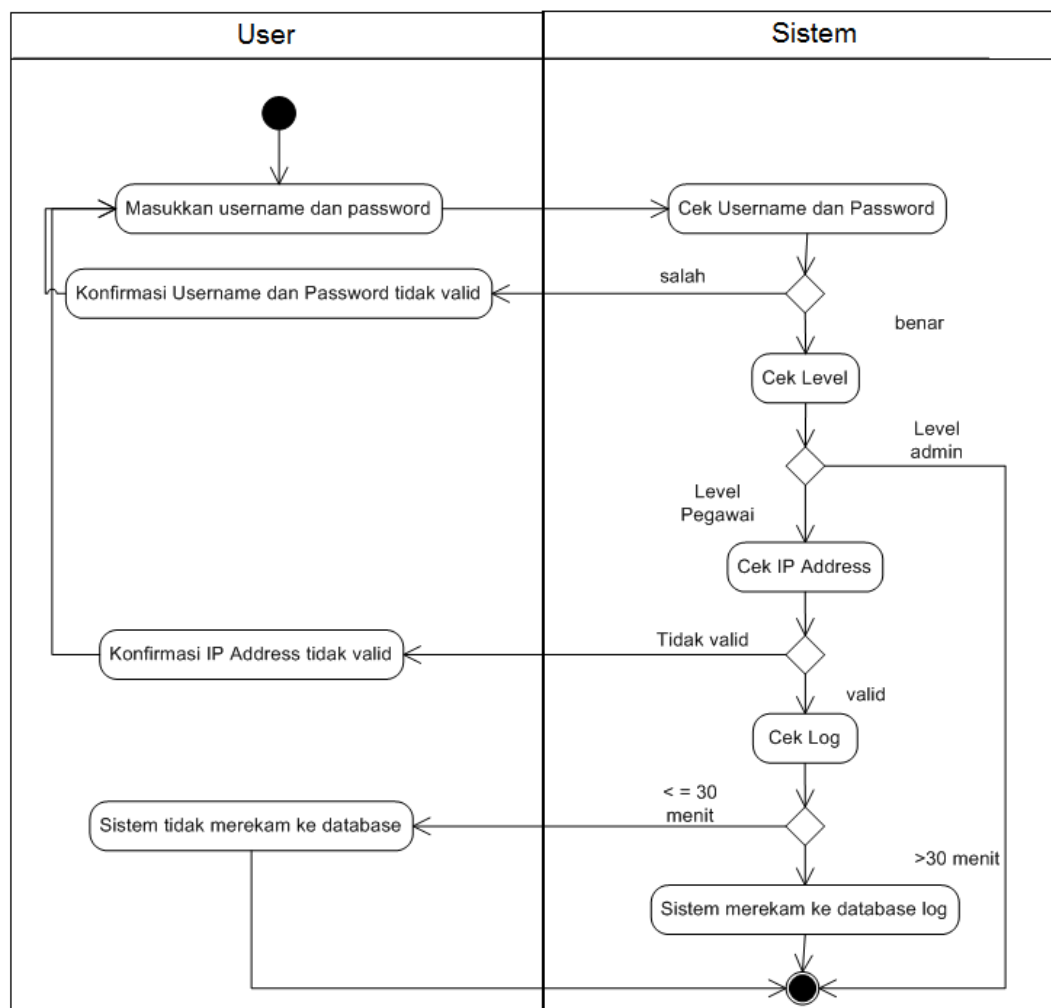 User
Sistem
Masukkan username dan password
Cek Username dan Password
salah
Konfirmasi Username dan Password tidak valid
benar
Cek Level
Level
admin
Level
Pegawai
Cek IP Address
Tidak valid
Konfirmasi IP Address tidak valid
valid
Cek Log
< = 30
menit
Sistem tidak merekam ke database
>30 menit
Sistem merekam ke database log